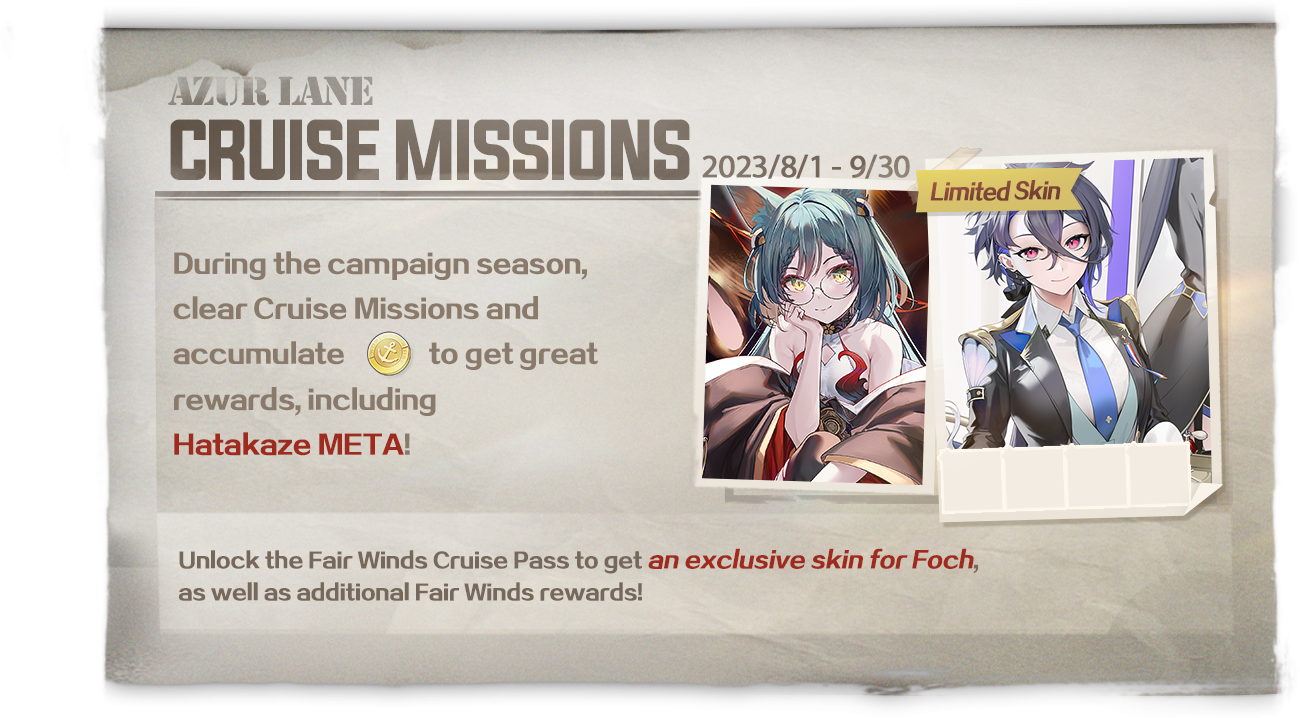 AZUR LANE
CRUISE MISSIONS 2023/8/1 - 9/30
Limited Skin
During the campaign season,
clear Cruise Missions and
accumulate to get great
rewards, including
Hatakaze META!
Unlock the Fair Winds Cruise Pass to get an exclusive skin for Foch,
as well as additional Fair Winds rewards!